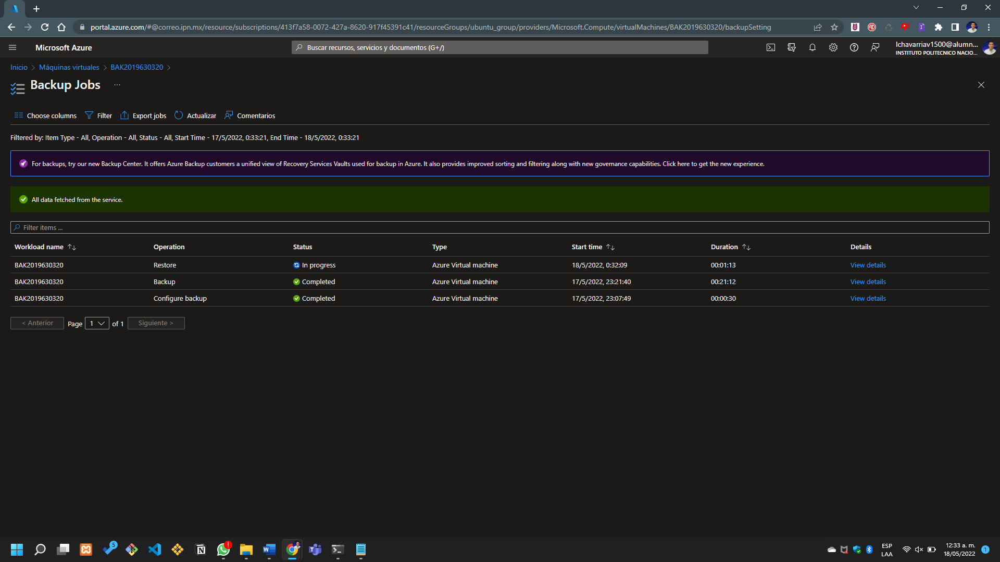 portal.azure.com/#@correo.ipn.mx/resource/subscriptions/413f7a58-0072-427a-8620-917f45391c41/resourceGroups/ubuntu_group/providers/Microsoft.Compute/virtualMachines/BAK2019630320/backupSetting
Microsoft Azure
Buscar recursos, servicios y documentos (G+/)
lchavarriav1500@alumn...
INSTITUTO POLITECNICO NACIO...
Inicio > Máquinas virtuales > BAK2019630320 >
Backup Jobs ...
Choose columns Filter Export jobs Actualizar Comentarios
Filtered by: Item Type - All, Operation - All, Status - All, Start Time - 17/5/2022, 0:33:21, End Time - 18/5/2022, 0:33:21
For backups, try our new Backup Center. It offers Azure Backup customers a unified view of Recovery Services Vaults used for backup in Azure. It also provides improved sorting and filtering along with new governance capabilities. Click here to get the new experience.
All data fetched from the service.
Filter items ...
Workload name Operation Status Type Start time Duration Details
BAK2019630320 Restore In progress Azure Virtual machine 18/5/2022, 0:32:09 00:01:13 View details
BAK2019630320 Backup Completed Azure Virtual machine 17/5/2022, 23:21:40 00:21:12 View details
BAK2019630320 Configure backup Completed Azure Virtual machine 17/5/2022, 23:07:49 00:00:30 View details
< Anterior Page 1 of 1 Siguiente >
5
ESP
LAA
12:33 a. m.
18/05/2022
1